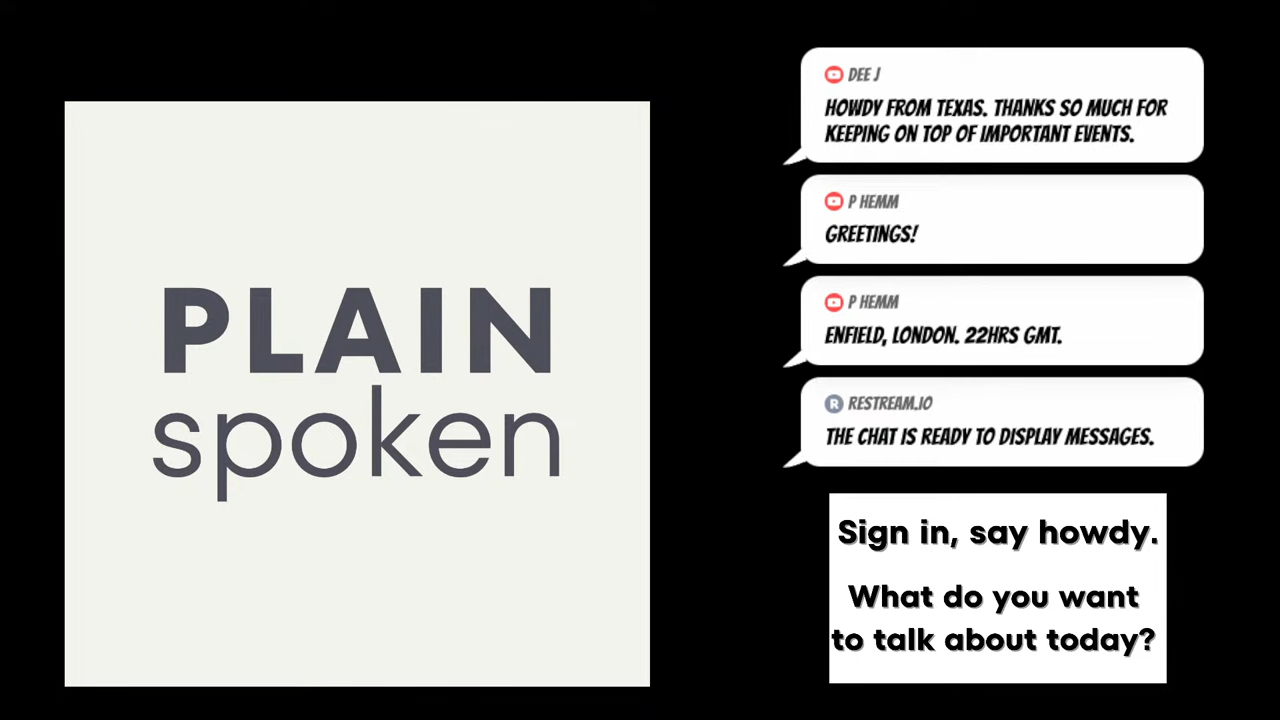 PLAIN
spoken
DEE J
HOWDY FROM TEXAS. THANKS SO MUCH FOR
KEEPING ON TOP OF IMPORTANT EVENTS.
P HEMM
GREETINGS!
P HEMM
ENFIELD, LONDON. 22HRS GMT.
R RESTREAM.IO
THE CHAT IS READY TO DISPLAY MESSAGES.
Sign in, say howdy.
What do you want
to talk about today?